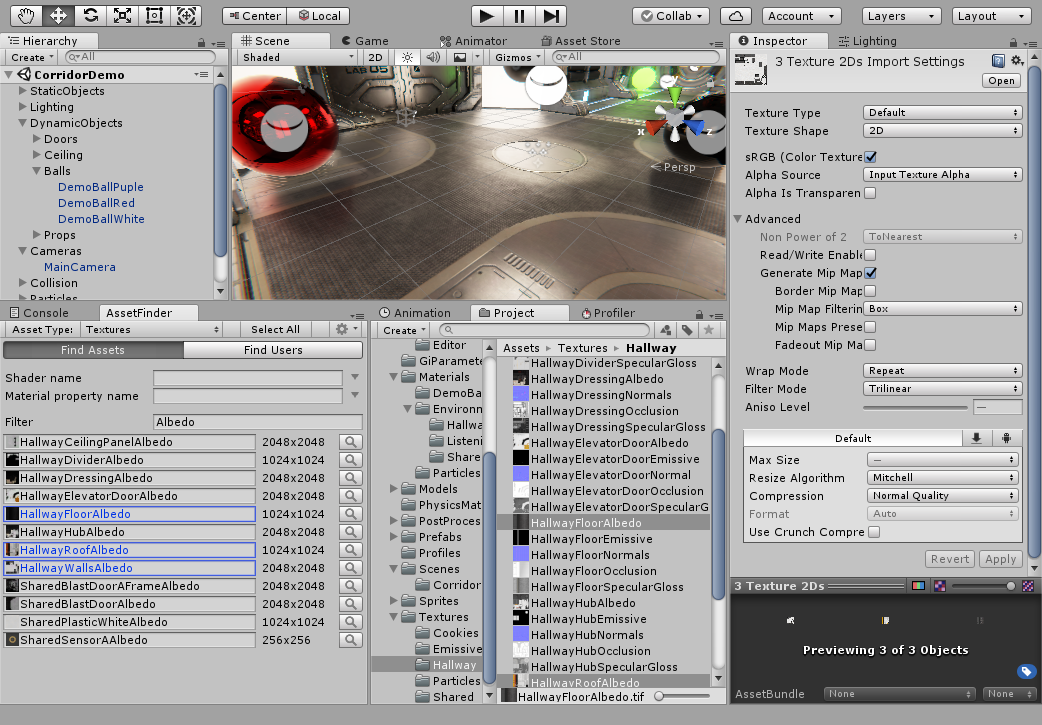 Center Local Collab Account Layers Layout
Hierarchy
Create All
CorridorDemo
StaticObjects
Lighting
DynamicObjects
Doors
Ceiling
Balls
DemoBallPuple
DemoBallRed
DemoBallWhite
Props
Cameras
MainCamera
Collision
Particles
Scene Game Animator Asset Store
Shaded 2D Gizmos All
LAB 05
x z
Persp
Console AssetFinder
Asset Type: Textures Select All
Find Assets Find Users
Shader name
Material property name
Filter Albedo
HallwayCeilingPanelAlbedo 2048x2048
HallwayDividerAlbedo 1024x1024
HallwayDressingAlbedo 2048x2048
HallwayElevatorDoorAlbedo 2048x2048
HallwayFloorAlbedo 1024x1024
HallwayHubAlbedo 2048x2048
HallwayRoofAlbedo 1024x1024
HallwayWallsAlbedo 2048x2048
SharedBlastDoorAFrameAlbedo 2048x2048
SharedBlastDoorAlbedo 2048x2048
SharedPlasticWhiteAlbedo 1024x1024
SharedSensorAAlbedo 256x256
Animation Project Profiler
Create
Editor
GiParamete
Materials
DemoBa
Environm
Hallwa
Listeni
Share
Particles
Models
PhysicsMat
PostProces
Prefabs
Profiles
Scenes
Corridor
Sprites
Textures
Cookies
Emissive
Hallway
Particles
Shared
Assets Textures Hallway
HallwayDividerSpecularGloss
HallwayDressingAlbedo
HallwayDressingNormals
HallwayDressingOcclusion
HallwayDressingSpecularGloss
HallwayElevatorDoorAlbedo
HallwayElevatorDoorEmissive
HallwayElevatorDoorNormal
HallwayElevatorDoorOcclusion
HallwayElevatorDoorSpecularG
HallwayFloorAlbedo
HallwayFloorEmissive
HallwayFloorNormals
HallwayFloorOcclusion
HallwayFloorSpecularGloss
HallwayHubAlbedo
HallwayHubEmissive
HallwayHubNormals
HallwayHubOcclusion
HallwayHubSpecularGloss
HallwayRoofAlbedo
HallwayFloorAlbedo.tif
Inspector Lighting
3 Texture 2Ds Import Settings
Open
Texture Type Default
Texture Shape 2D
sRGB (Color Texture
Alpha Source Input Texture Alpha
Alpha Is Transparen
Advanced
Non Power of 2 ToNearest
Read/Write Enable
Generate Mip Map
Border Mip Map
Mip Map Filterin Box
Mip Maps Prese
Fadeout Mip Ma
Wrap Mode Repeat
Filter Mode Trilinear
Aniso Level —
Default
Max Size —
Resize Algorithm Mitchell
Compression Normal Quality
Format Auto
Use Crunch Compre
Revert Apply
3 Texture 2Ds
Previewing 3 of 3 Objects
AssetBundle None None